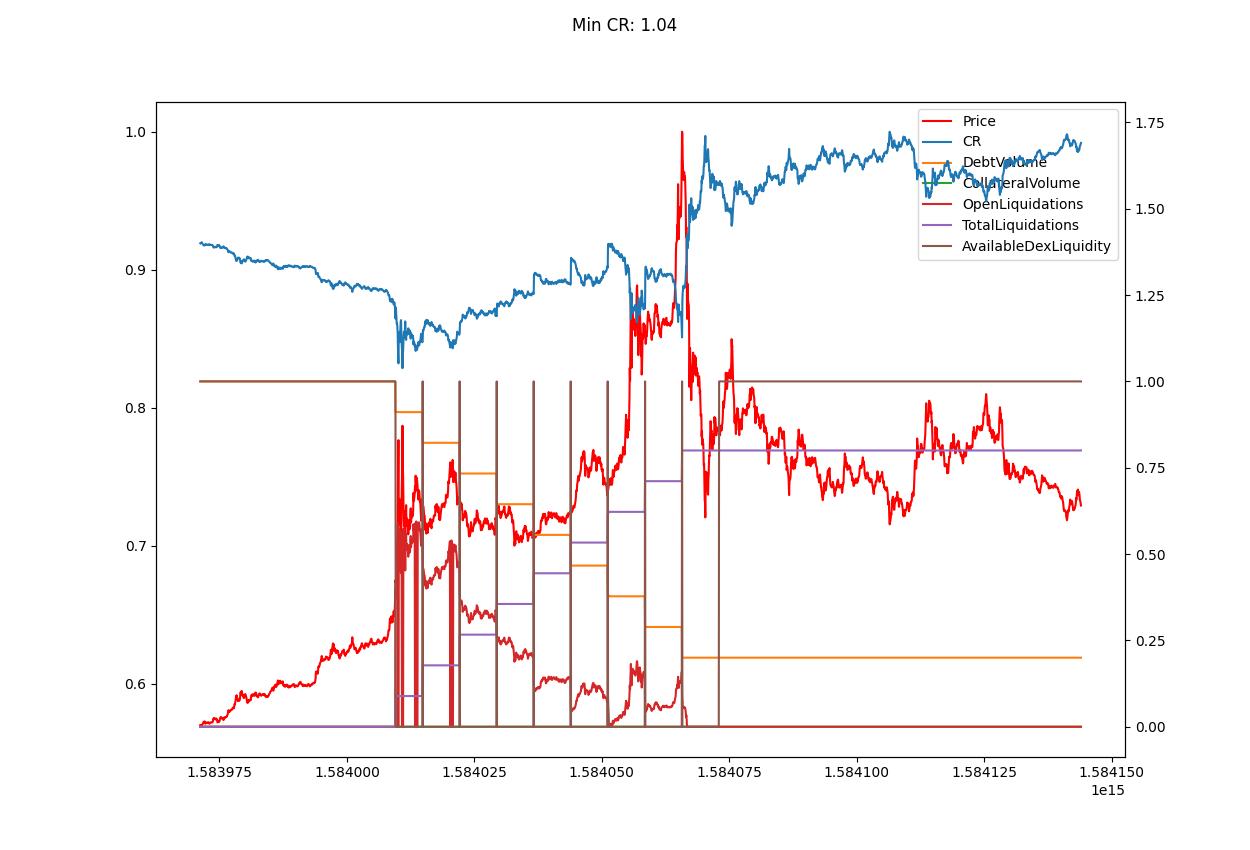 Min CR: 1.04
1.0
0.9
0.8
0.7
0.6
1.75
1.50
1.25
1.00
0.75
0.50
0.25
0.00
Price
CR
DebtVolume
CollateralVolume
OpenLiquidations
TotalLiquidations
AvailableDexLiquidity
1.583975 1.584000 1.584025 1.584050 1.584075 1.584100 1.584125 1.584150
1e15